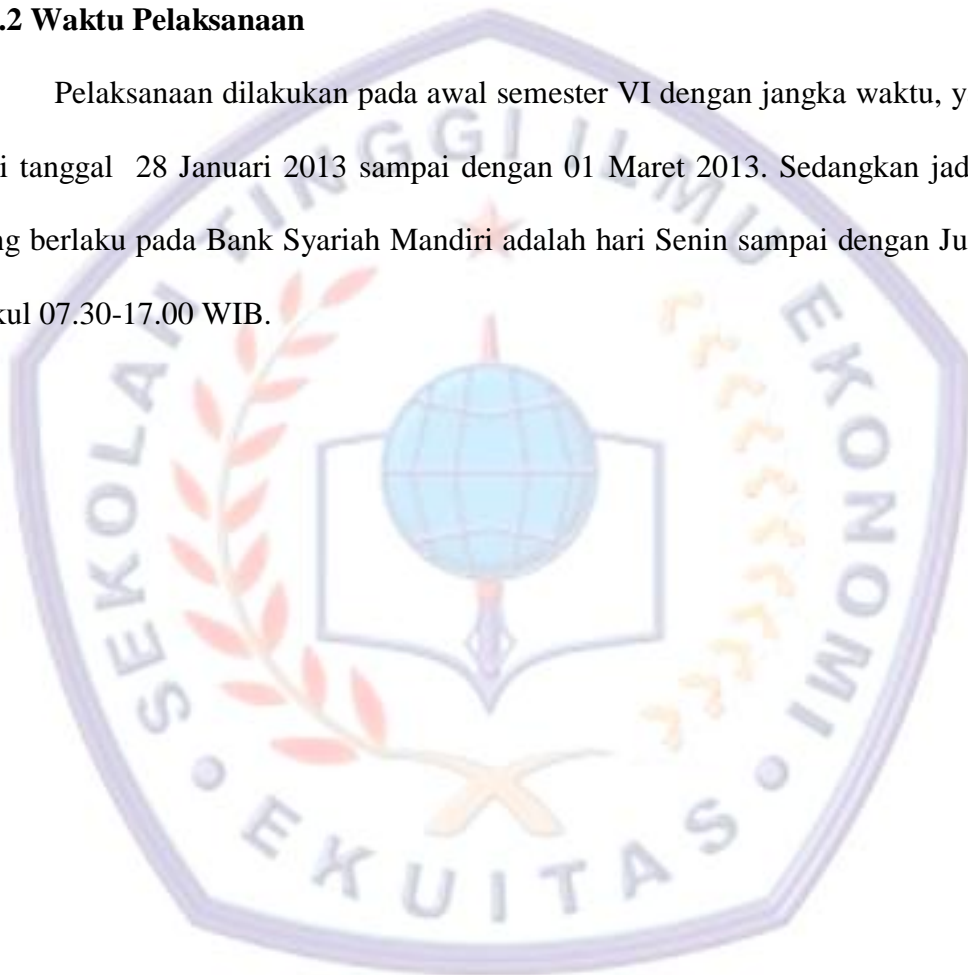 .2 Waktu Pelaksanaan
Pelaksanaan dilakukan pada awal semester VI dengan jangka waktu, y
i tanggal 28 Januari 2013 sampai dengan 01 Maret 2013. Sedangkan jad
ng berlaku pada Bank Syariah Mandiri adalah hari Senin sampai dengan Ju
kul 07.30-17.00 WIB.
SEKOLAH TINGGI ILMU EKONOMI
• EKUITAS •